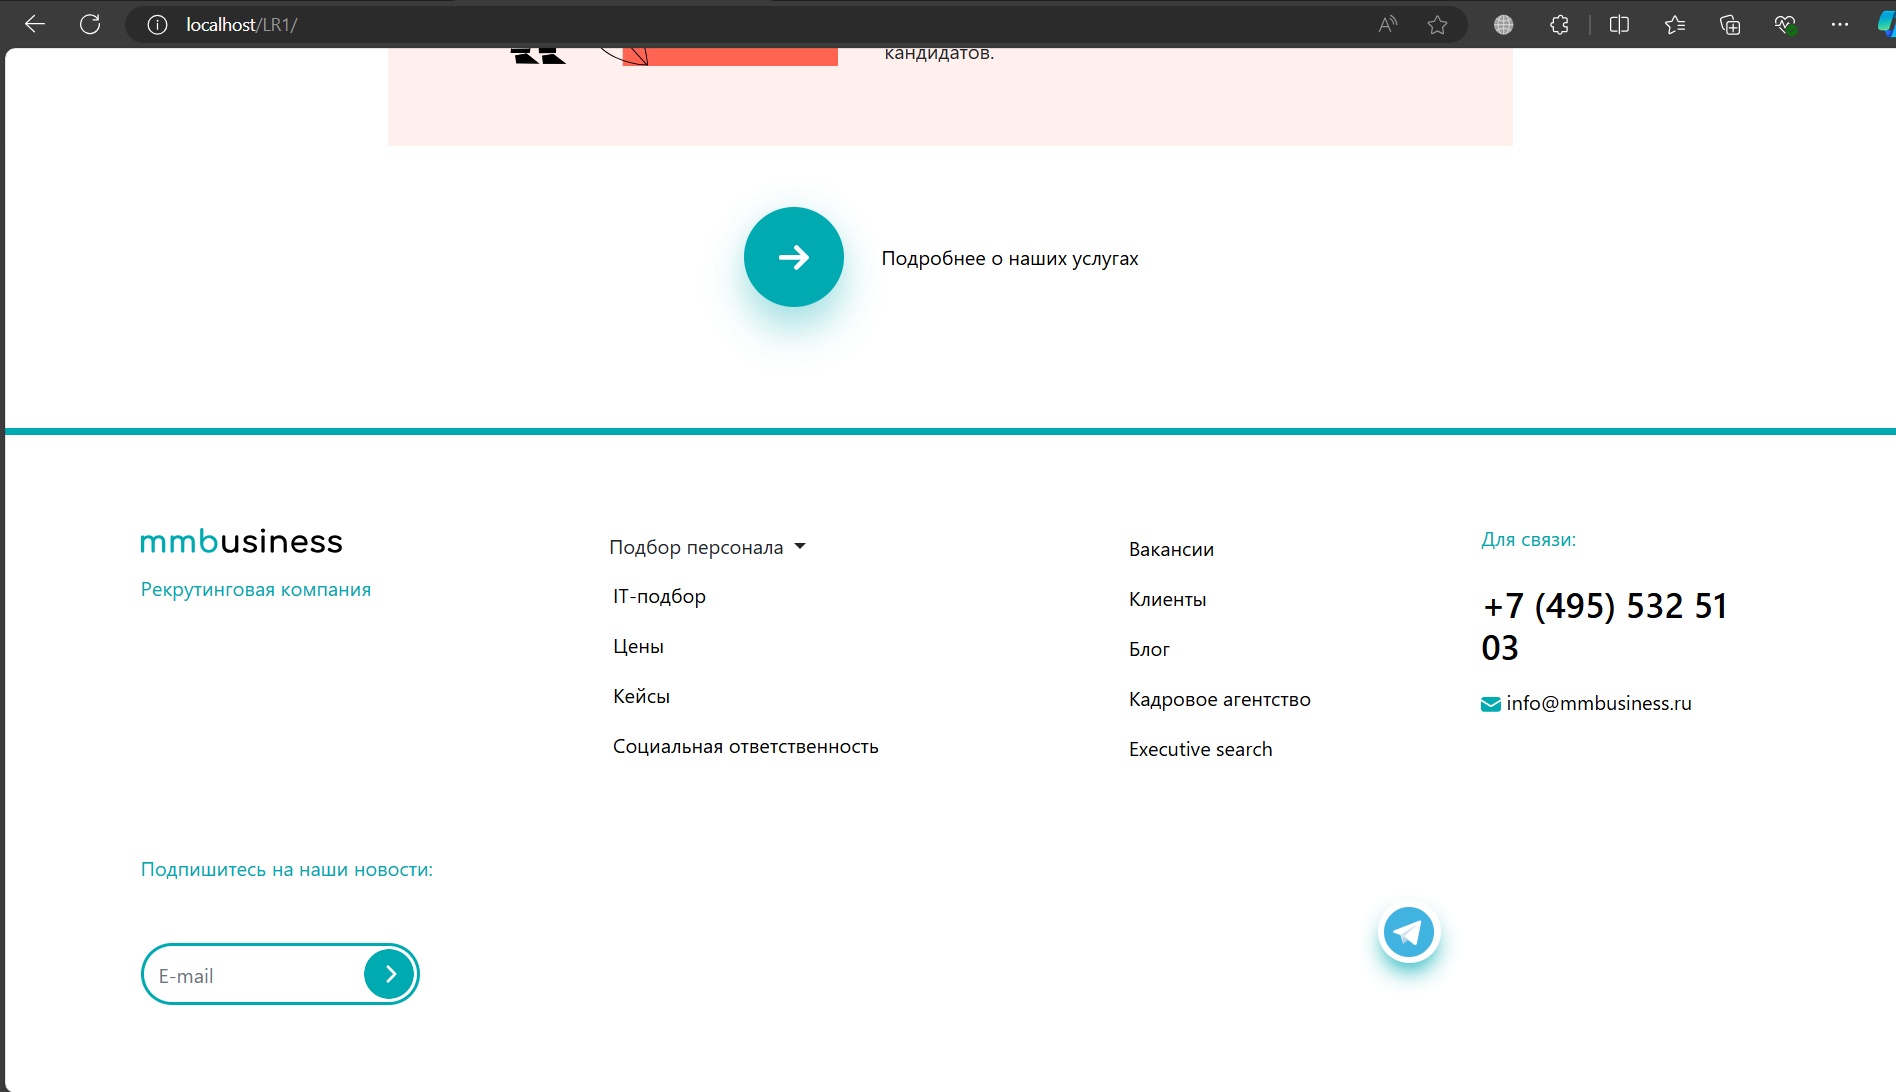 localhost/LR1/
кандидатов.
Подробнее о наших услугах
mmbusiness
Рекрутинговая компания
Подбор персонала
IT-подбор
Цены
Кейсы
Социальная ответственность
Вакансии
Клиенты
Блог
Кадровое агентство
Executive search
Для связи:
+7 (495) 532 51
03
info@mmbusiness.ru
Подпишитесь на наши новости:
E-mail